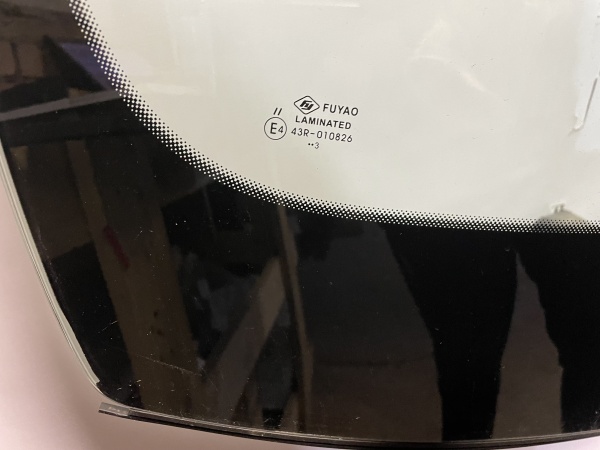 FUYAO
LAMINATED
II
E4 43R-010826
••3